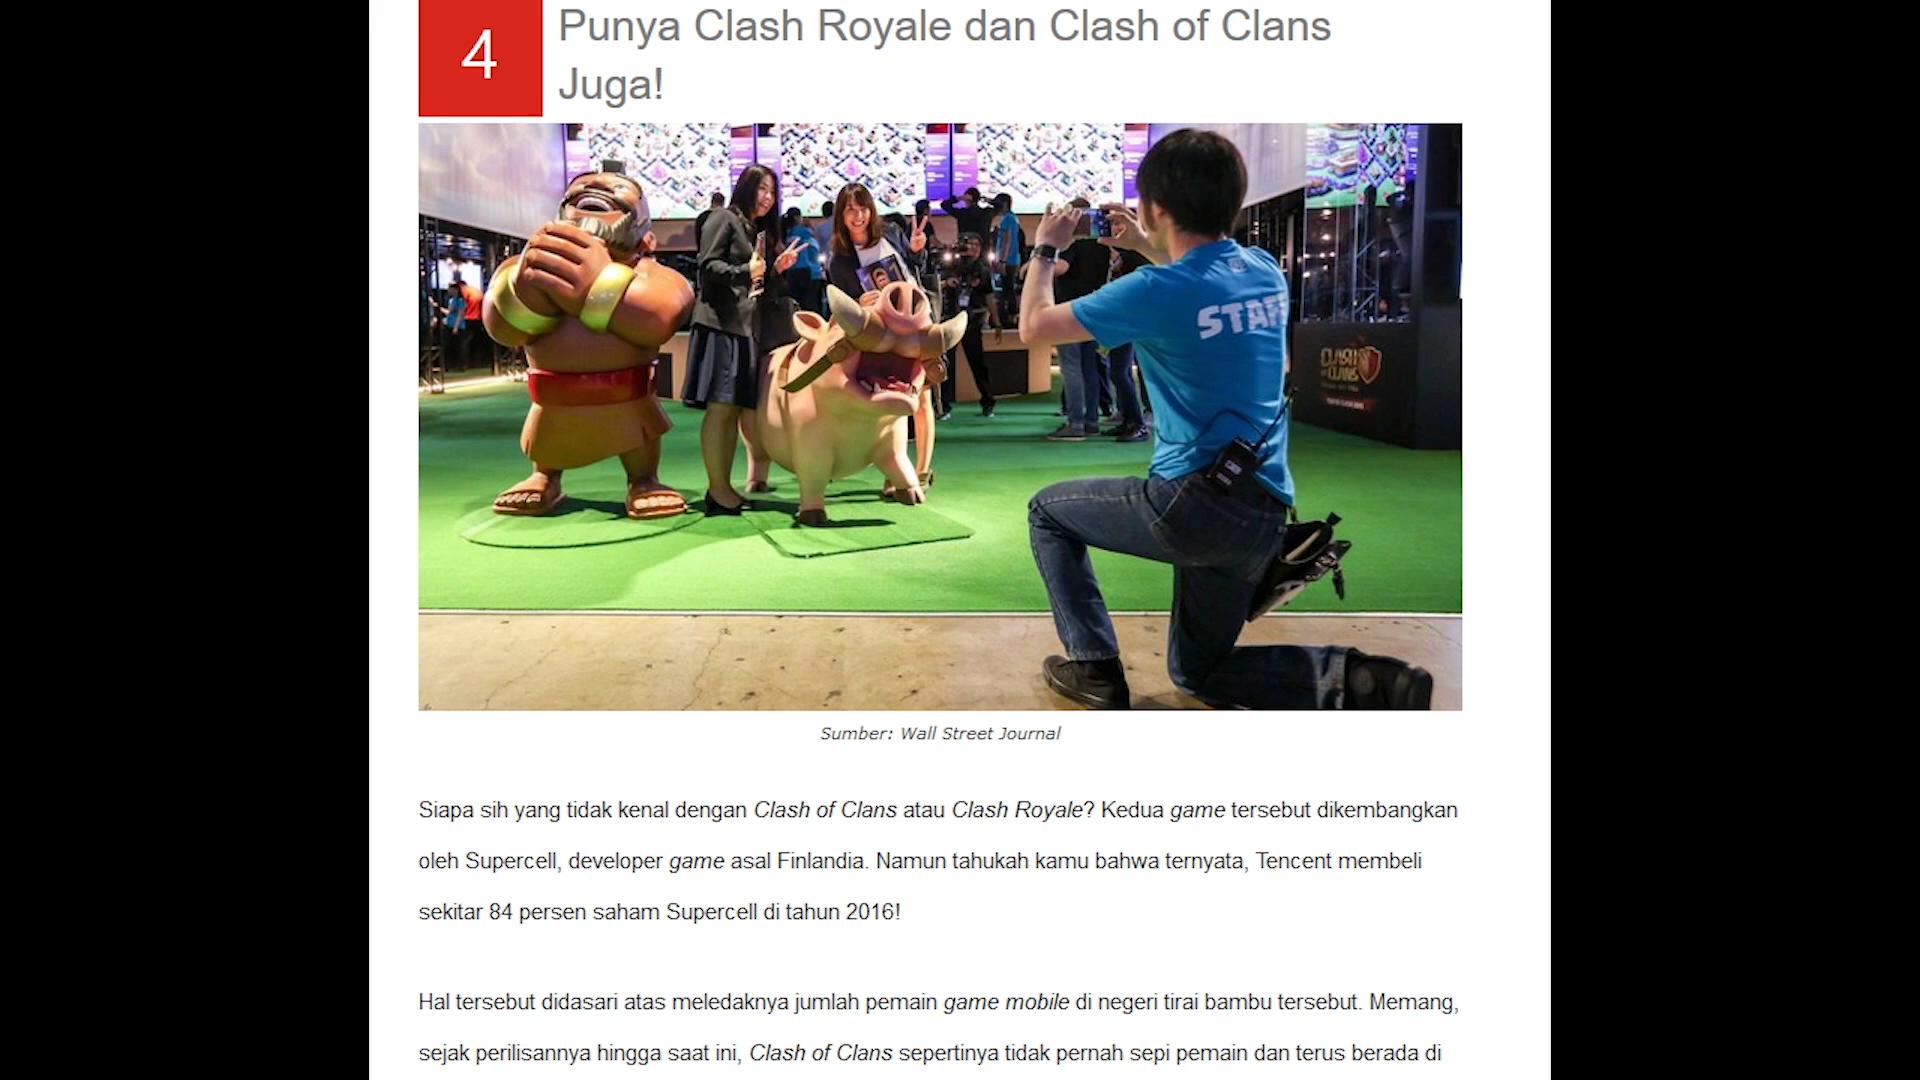 4
Punya Clash Royale dan Clash of Clans
Juga!
STAFF
CLASH
OF CLANS
Sumber: Wall Street Journal
Siapa sih yang tidak kenal dengan Clash of Clans atau Clash Royale? Kedua game tersebut dikembangkan
oleh Supercell, developer game asal Finlandia. Namun tahukah kamu bahwa ternyata, Tencent membeli
sekitar 84 persen saham Supercell di tahun 2016!
Hal tersebut didasari atas meledaknya jumlah pemain game mobile di negeri tirai bambu tersebut. Memang,
sejak perilisannya hingga saat ini, Clash of Clans sepertinya tidak pernah sepi pemain dan terus berada di